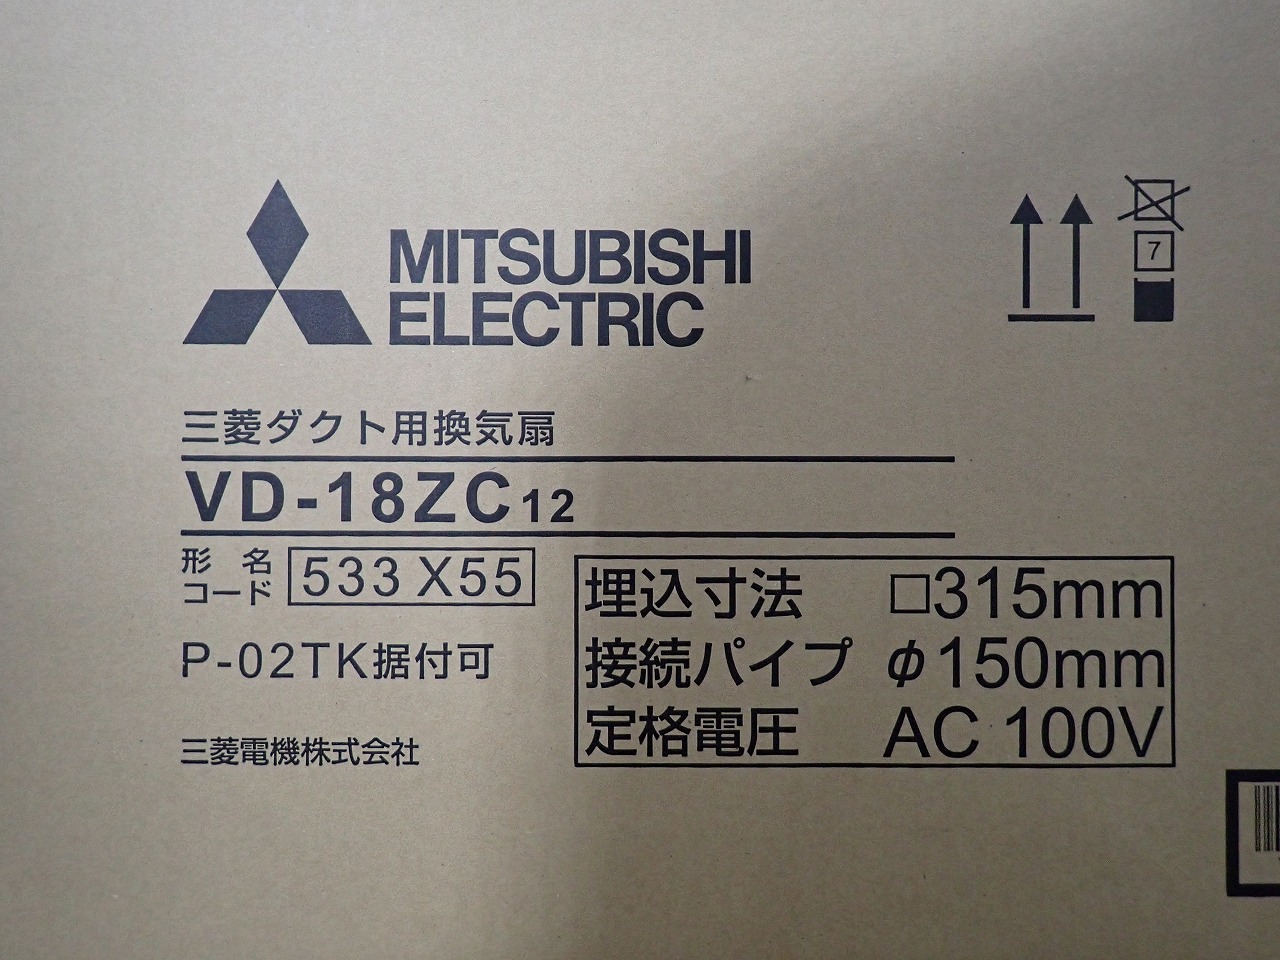 MITSUBISHI
ELECTRIC
7
三菱ダクト用換気扇
VD-18ZC12
形名
コード 533 X55
P-02TK据付可
三菱電機株式会社
埋込寸法 □315mm
接続パイプ φ150mm
定格電圧 AC 100V